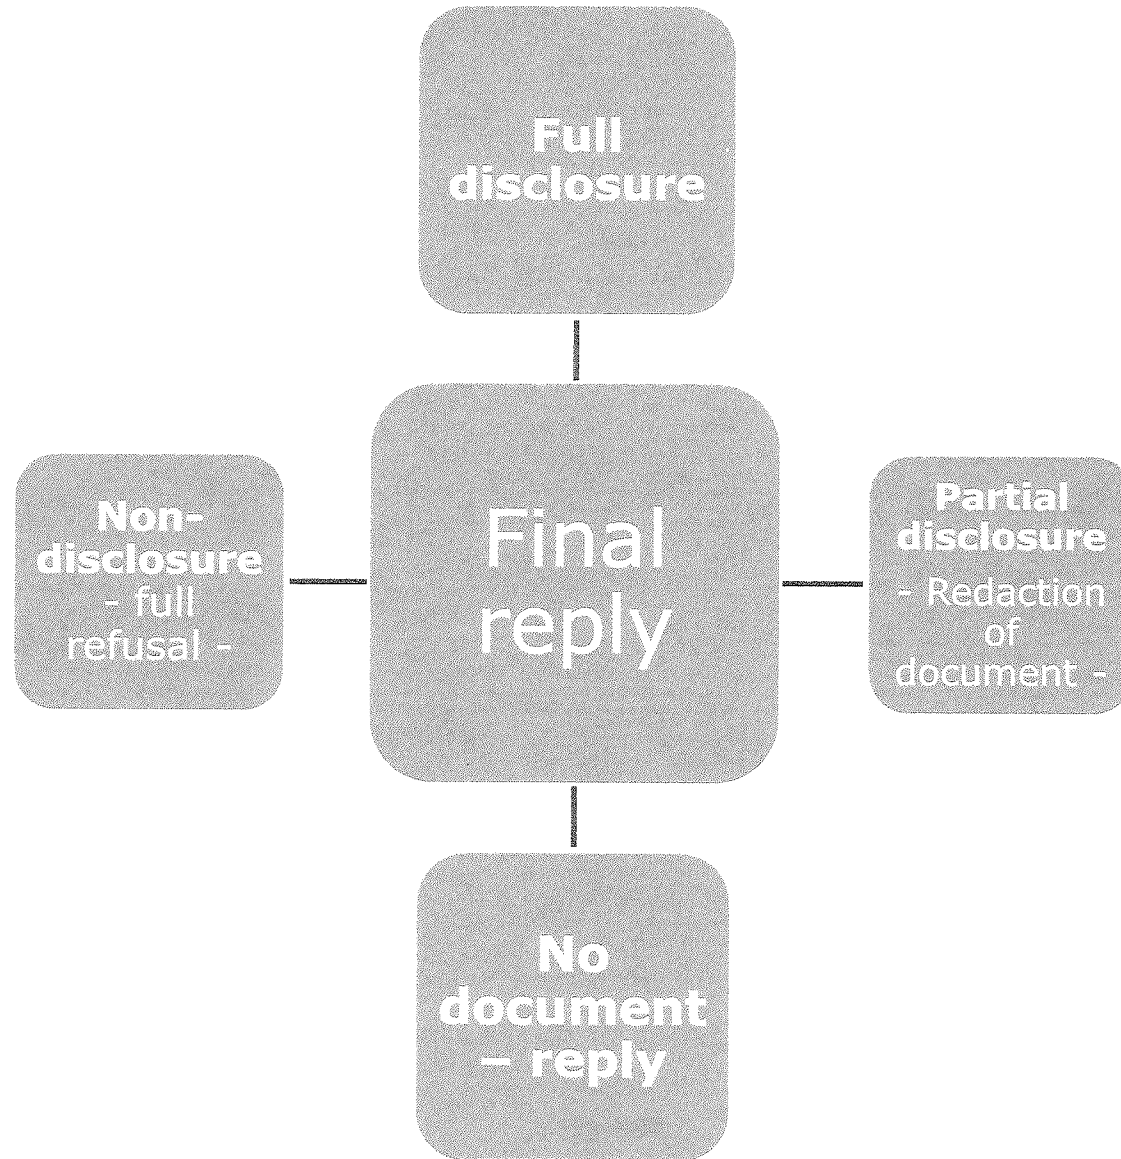 Full
disclosure
Non-
disclosure
- full
refusal -
Final
reply
Partial
disclosure
- Redaction
of
document -
No
document
– reply